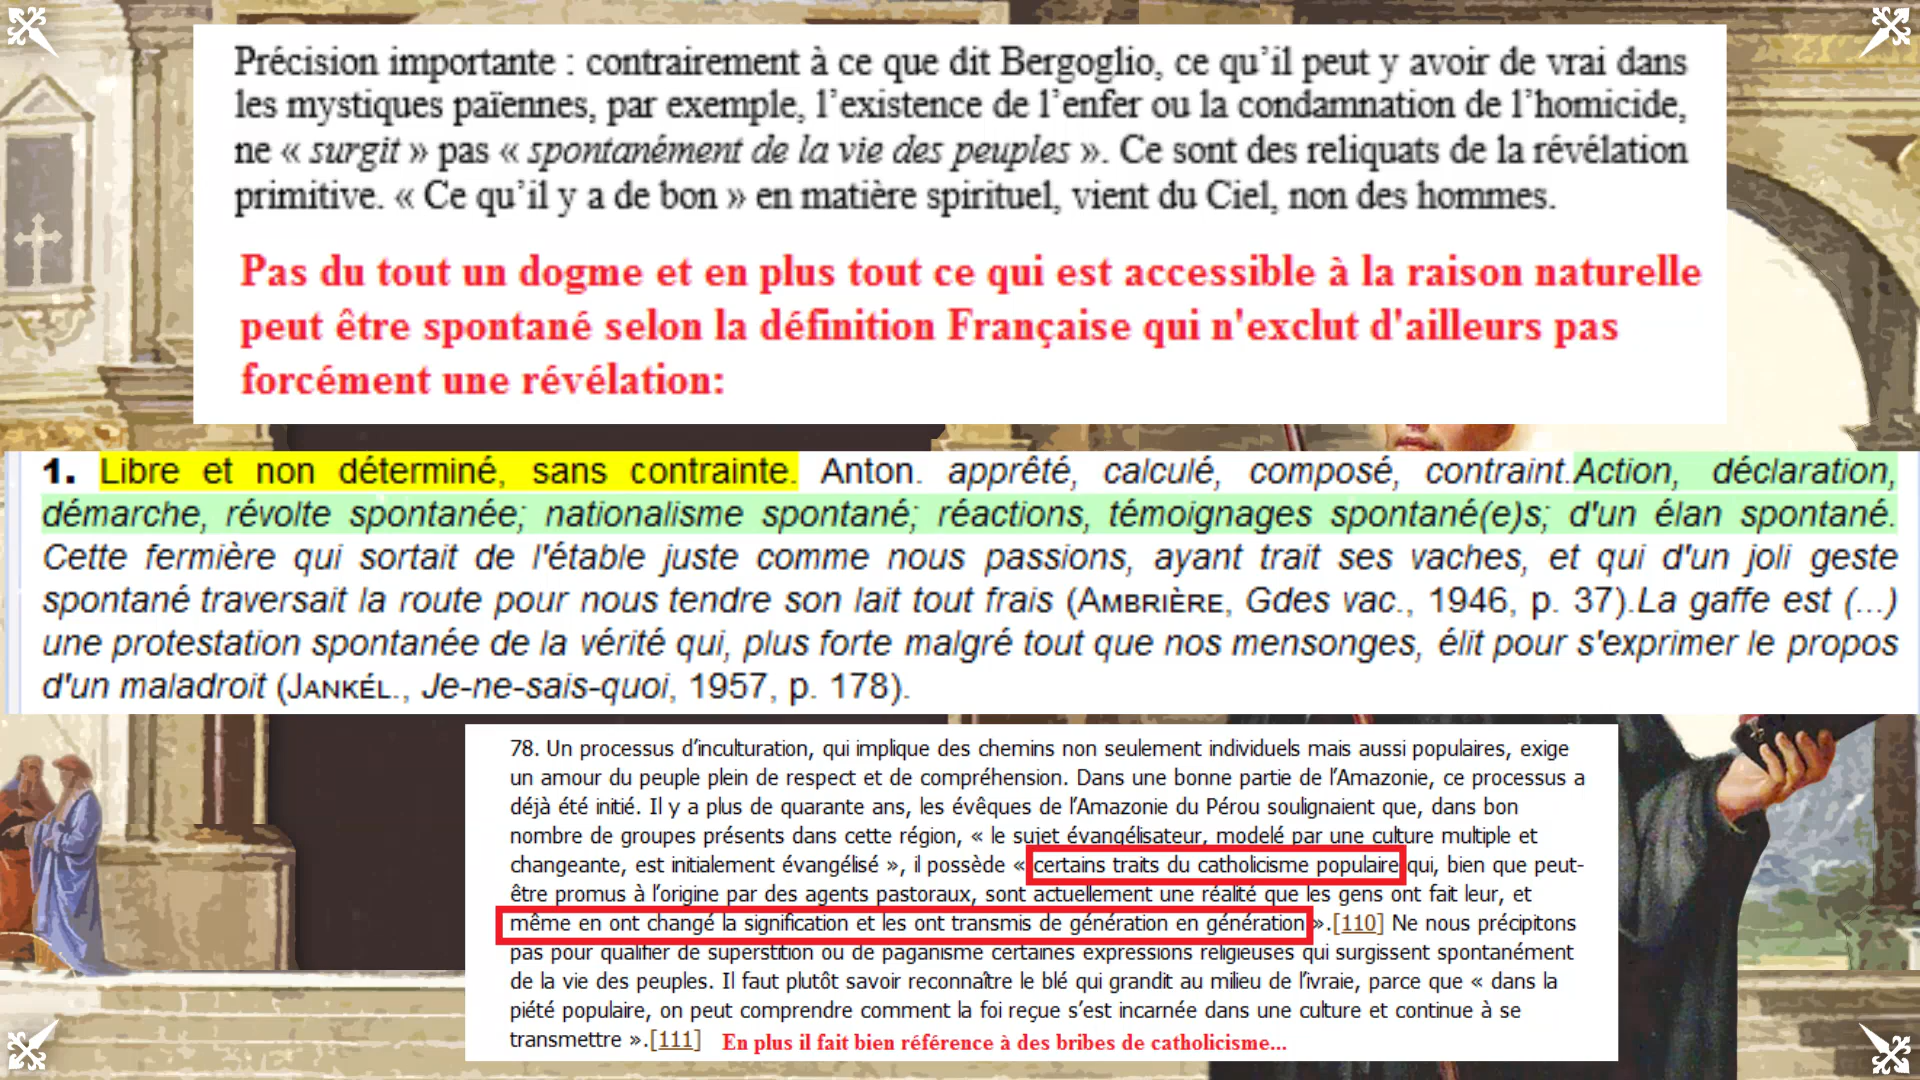 Précision importante : contrairement à ce que dit Bergoglio, ce qu’il peut y avoir de vrai dans
les mystiques païennes, par exemple, l’existence de l’enfer ou la condamnation de l’homicide,
ne « surgit » pas « spontanément de la vie des peuples ». Ce sont des reliquats de la révélation
primitive. « Ce qu’il y a de bon » en matière spirituel, vient du Ciel, non des hommes.
Pas du tout un dogme et en plus tout ce qui est accessible à la raison naturelle
peut être spontané selon la définition Française qui n'exclut d'ailleurs pas
forcément une révélation:
1. Libre et non déterminé, sans contrainte. Anton. apprêté, calculé, composé, contraint.Action, déclaration,
démarche, révolte spontanée; nationalisme spontané; réactions, témoignages spontané(e)s; d'un élan spontané.
Cette fermière qui sortait de l'étable juste comme nous passions, ayant trait ses vaches, et qui d'un joli geste
spontané traversait la route pour nous tendre son lait tout frais (AMBRIÈRE, Gdes vac., 1946, p. 37).La gaffe est (...)
une protestation spontanée de la vérité qui, plus forte malgré tout que nos mensonges, élit pour s'exprimer le propos
d'un maladroit (JANKÉL., Je-ne-sais-quoi, 1957, p. 178).
78. Un processus d’inculturation, qui implique des chemins non seulement individuels mais aussi populaires, exige
un amour du peuple plein de respect et de compréhension. Dans une bonne partie de l’Amazonie, ce processus a
déjà été initié. Il y a plus de quarante ans, les évêques de l’Amazonie du Pérou soulignaient que, dans bon
nombre de groupes présents dans cette région, « le sujet évangélisateur, modelé par une culture multiple et
changeante, est initialement évangélisé », il possède « certains traits du catholicisme populaire qui, bien que peut-
être promus à l’origine par des agents pastoraux, sont actuellement une réalité que les gens ont fait leur, et
même en ont changé la signification et les ont transmis de génération en génération ».[110] Ne nous précipitons
pas pour qualifier de superstition ou de paganisme certaines expressions religieuses qui surgissent spontanément
de la vie des peuples. Il faut plutôt savoir reconnaître le blé qui grandit au milieu de l’ivraie, parce que « dans la
piété populaire, on peut comprendre comment la foi reçue s’est incarnée dans une culture et continue à se
transmettre ».[111] En plus il fait bien référence à des bribes de catholicisme...